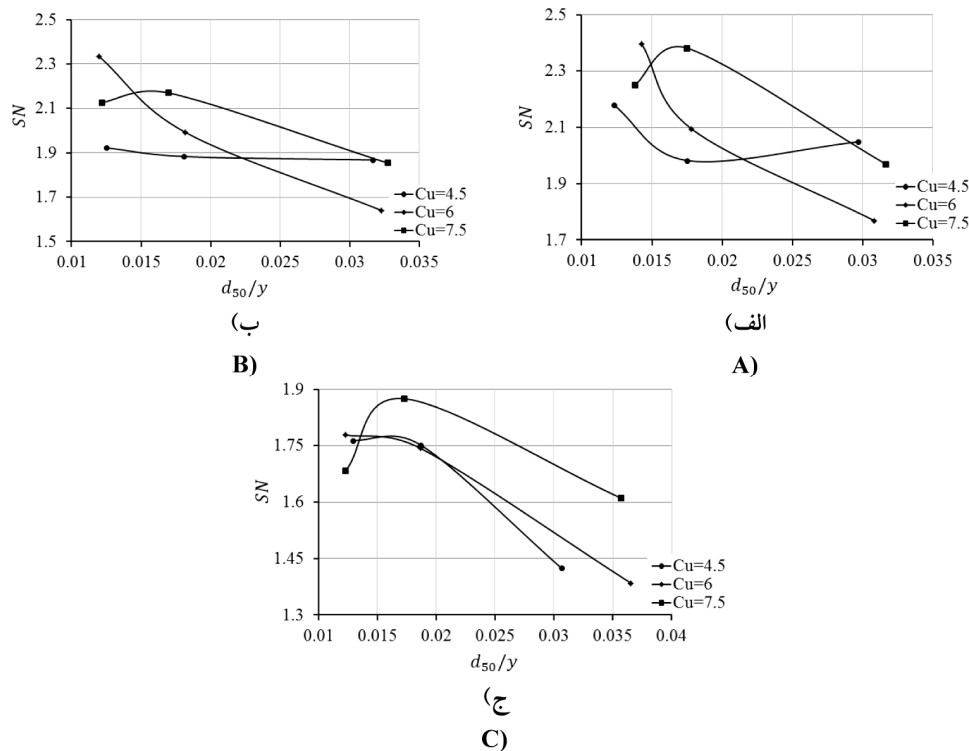 2.5
2.3
2.1
1.9
1.7
1.5
SN
0.01 0.015 0.02 0.025 0.03 0.035
d₅₀/y
Cu=4.5
Cu=6
Cu=7.5
ب)
B)
2.5
2.3
2.1
1.9
1.7
SN
0.01 0.015 0.02 0.025 0.03 0.035
d₅₀/y
Cu=4.5
Cu=6
Cu=7.5
الف)
A)
1.9
1.75
1.6
1.45
1.3
SN
0.01 0.015 0.02 0.025 0.03 0.035 0.04
d₅₀/y
Cu=4.5
Cu=6
Cu=7.5
ج)
C)